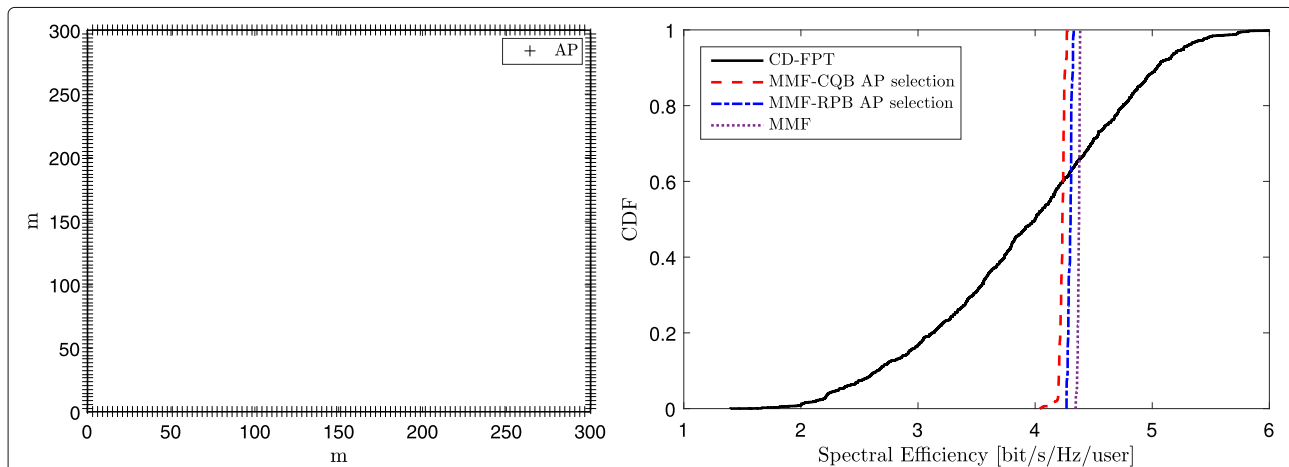 300
250
200
150
100
50
0
m
0 50 100 150 200 250 300
m
AP
1
0.8
0.6
0.4
0.2
0
CDF
CD-FPT
MMF-CQB AP selection
MMF-RPB AP selection
MMF
1 2 3 4 5 6
Spectral Efficiency [bit/s/Hz/user]